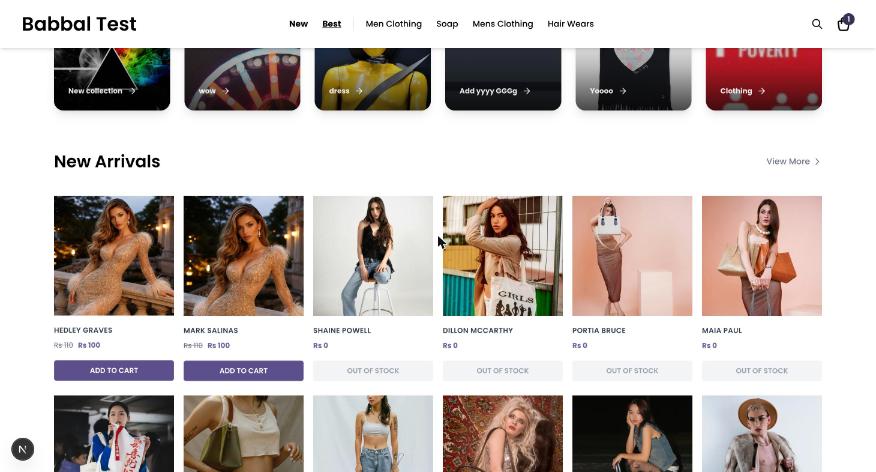 Babbal Test
New
Best
Men Clothing
Soap
Mens Clothing
Hair Wears
1
POVERTY
New collection
wow
dress
Add yyyy GGGg
Yoooo
Clothing
New Arrivals
View More
GIRLS
HEDLEY GRAVES
Rs 110 Rs 100
ADD TO CART
MARK SALINAS
Rs 110 Rs 100
ADD TO CART
SHAINE POWELL
Rs 0
OUT OF STOCK
DILLON MCCARTHY
Rs 0
OUT OF STOCK
PORTIA BRUCE
Rs 0
OUT OF STOCK
MAIA PAUL
Rs 0
OUT OF STOCK
N